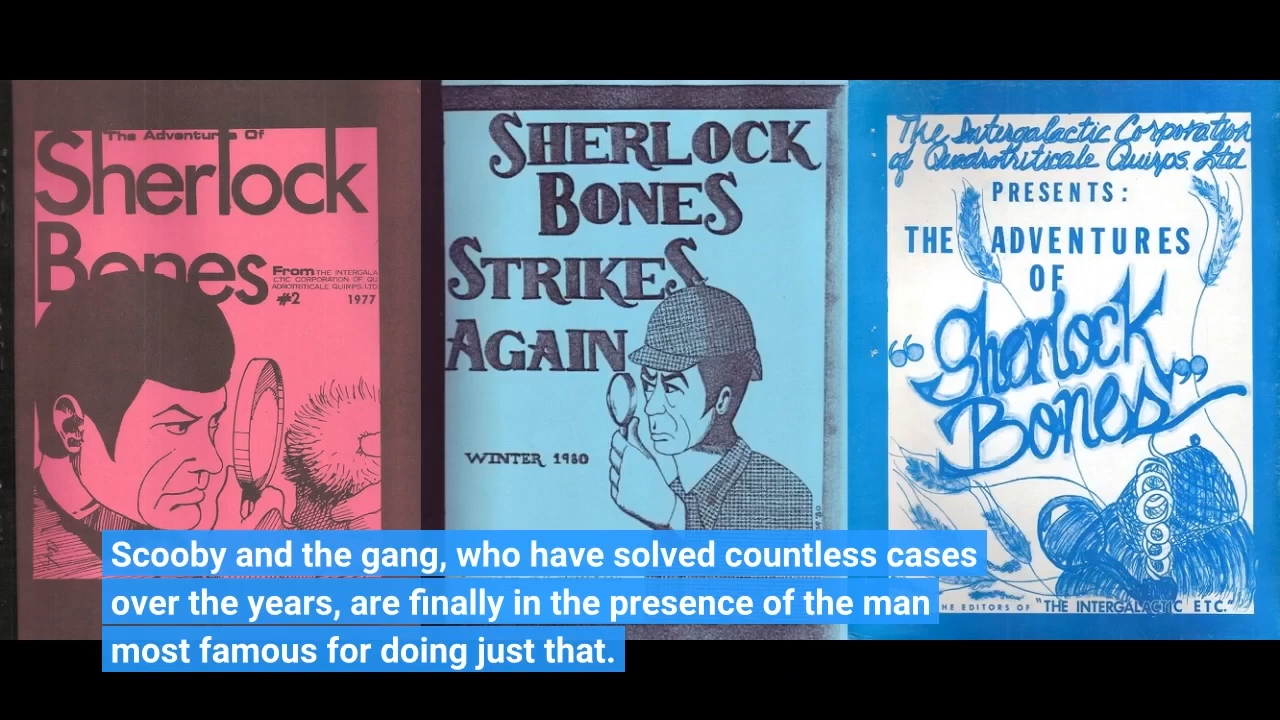 The Adventures Of
Sherlock
Bones
From THE INTERGALA
CTIC CORPORATION OF QU
ADROTRITICALE QUIRPS, LTD
#2 1977
SHERLOCK
BONES
STRIKES
AGAIN
WINTER 1980
The Intergalactic Corporation
of Quadrotriticale Quirps Ltd
PRESENTS:
THE ADVENTURES
OF
"Sherlock
Bones"
HE EDITORS OF "THE INTERGALACTIC ETC."
Scooby and the gang, who have solved countless cases
over the years, are finally in the presence of the man
most famous for doing just that.